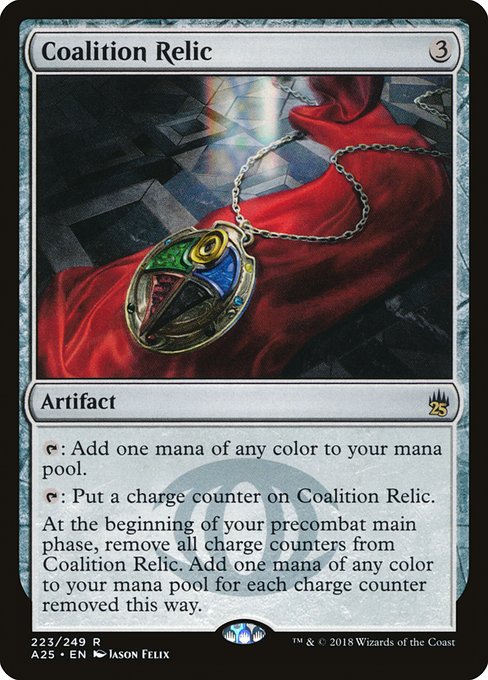 Coalition Relic 3
Artifact
25
: Add one mana of any color to your mana
pool.
: Put a charge counter on Coalition Relic.
At the beginning of your precombat main
phase, remove all charge counters from
Coalition Relic. Add one mana of any color
to your mana pool for each charge counter
removed this way.
223/249 R
A25 • EN Jason Felix
™ & © 2018 Wizards of the Coast